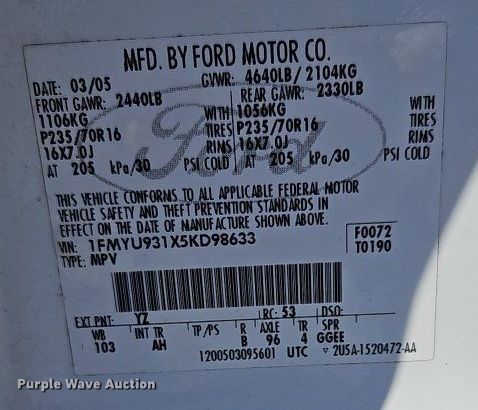 MFD. BY FORD MOTOR CO.
DATE: 03/05 GVWR: 4640LB/ 2104KG
FRONT GAWR: 2440LB REAR GAWR: 2330LB
1106KG 1056KG WITH
P235/70R16 P235/70R16 TIRES
16X7.0J 16X7.0J RIMS
AT 205 kPa/30 PSI COLD AT 205 kPa/30 PSI COLD
WITH
TIRES
RIMS
Ford
THIS VEHICLE CONFORMS TO ALL APPLICABLE FEDERAL MOTOR
VEHICLE SAFETY AND THEFT PREVENTION STANDARDS IN
EFFECT ON THE DATE OF MANUFACTURE SHOWN ABOVE.
VIN: 1FMYU931X5KD98633 F0072
TYPE: MPV T0190
EXT PNT: YZ RC: 53 DSO:
WB INT TR TP/PS R AXLE TR SPR
103 AH B 96 4 GGEE
1200503095601 UTC 2U5A-1520472-AA
Purple Wave Auction